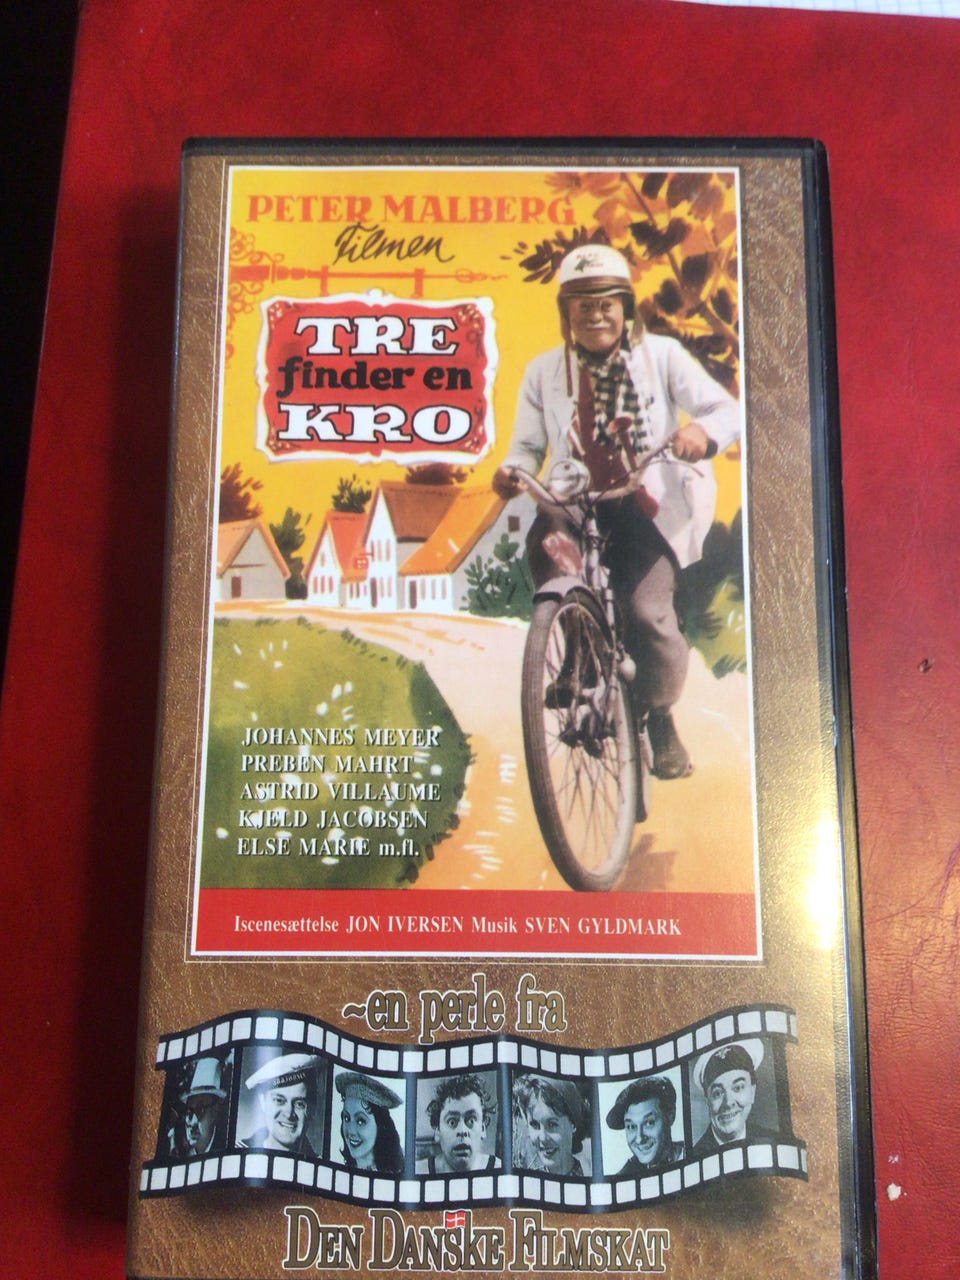 PETER MALBERG
Filmen
TRE
finder en
KRO
JOHANNES MEYER
PREBEN MAHRT
ASTRID VILLAUME
KJELD JACOBSEN
ELSE MARIE m.fl.
Iscenesættelse JON IVERSEN Musik SVEN GYLDMARK
~en perle fra
DEN DANSKE FILMSKAT